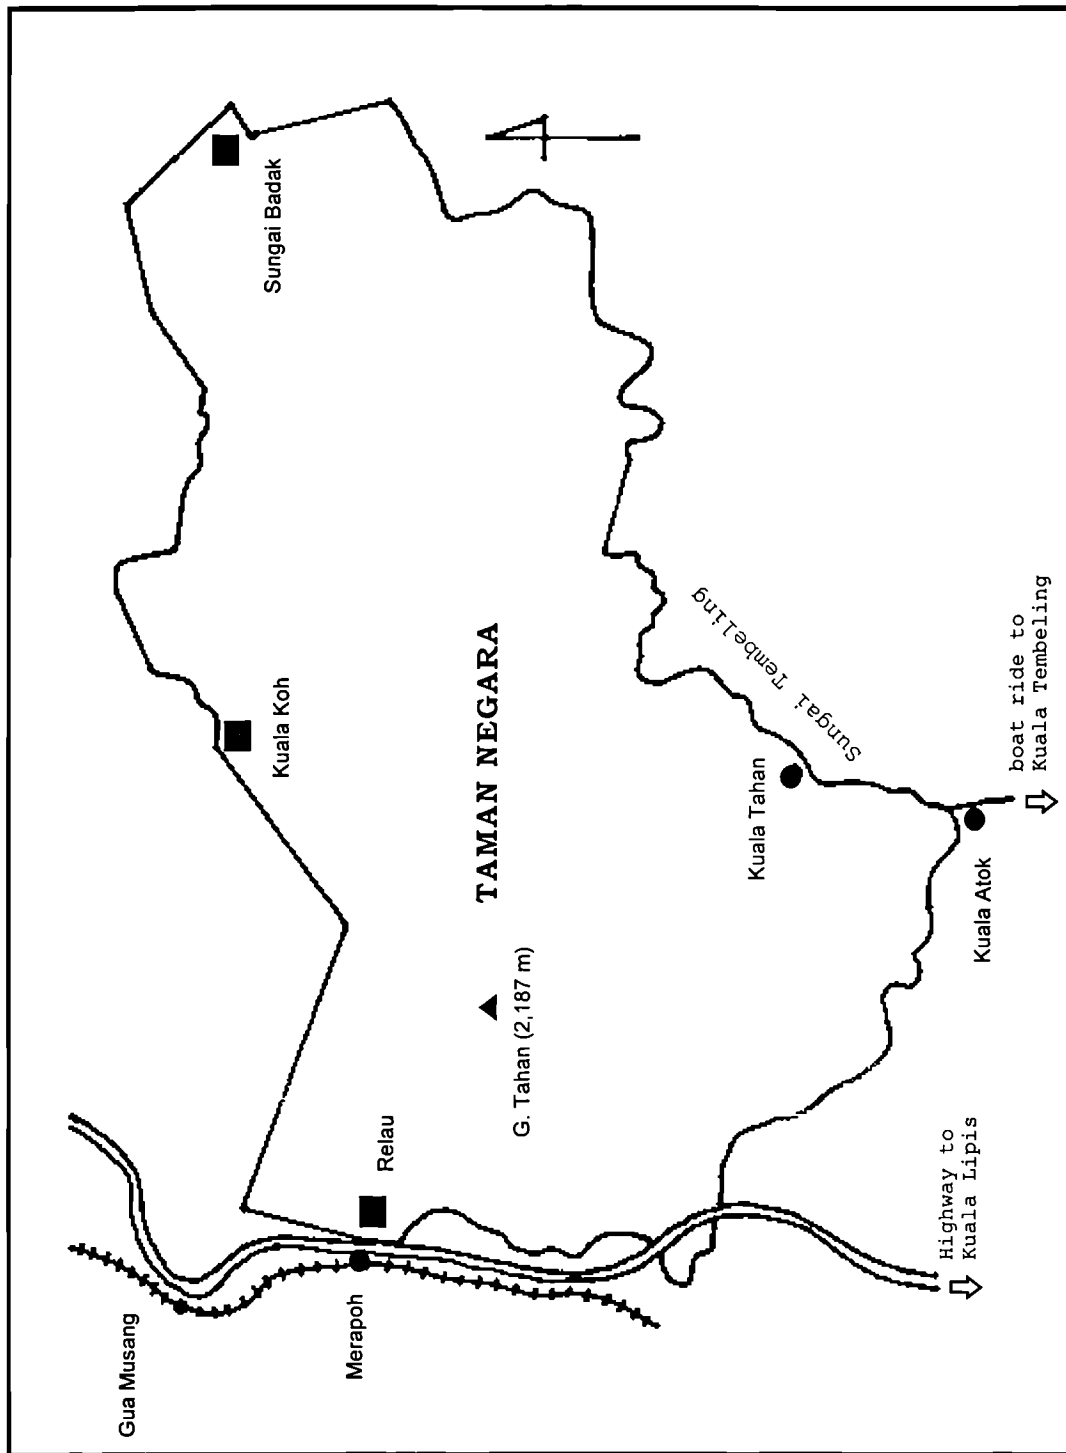 Gua Musang
Merapoh
Relau
G. Tahan (2,187 m)
TAMAN NEGARA
Kuala Koh
Sungai Badak
Sungai Tembeling
Kuala Tahan
Kuala Atok
Highway to
Kuala Lipis
boat ride to
Kuala Tembeling